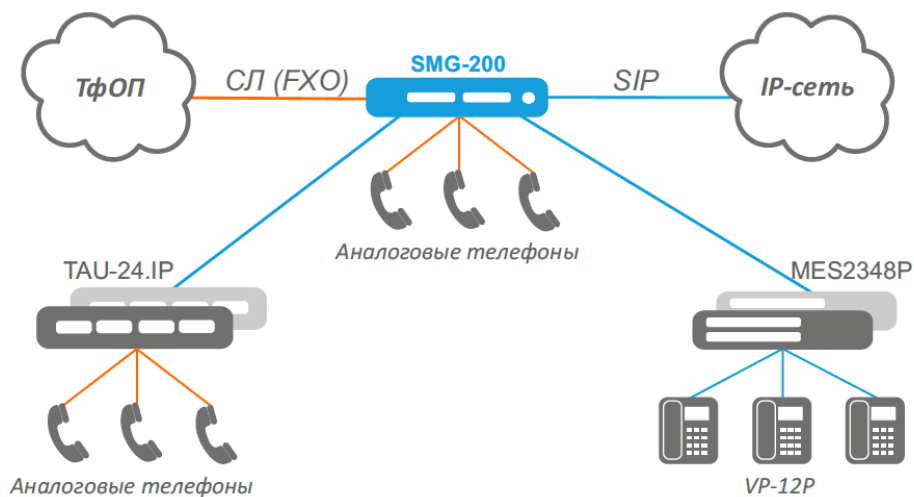 SMG-200
ТфОП
СЛ (FXO)
SIP
IP-сеть
Аналоговые телефоны
TAU-24.IP
MES2348P
Аналоговые телефоны
VP-12P